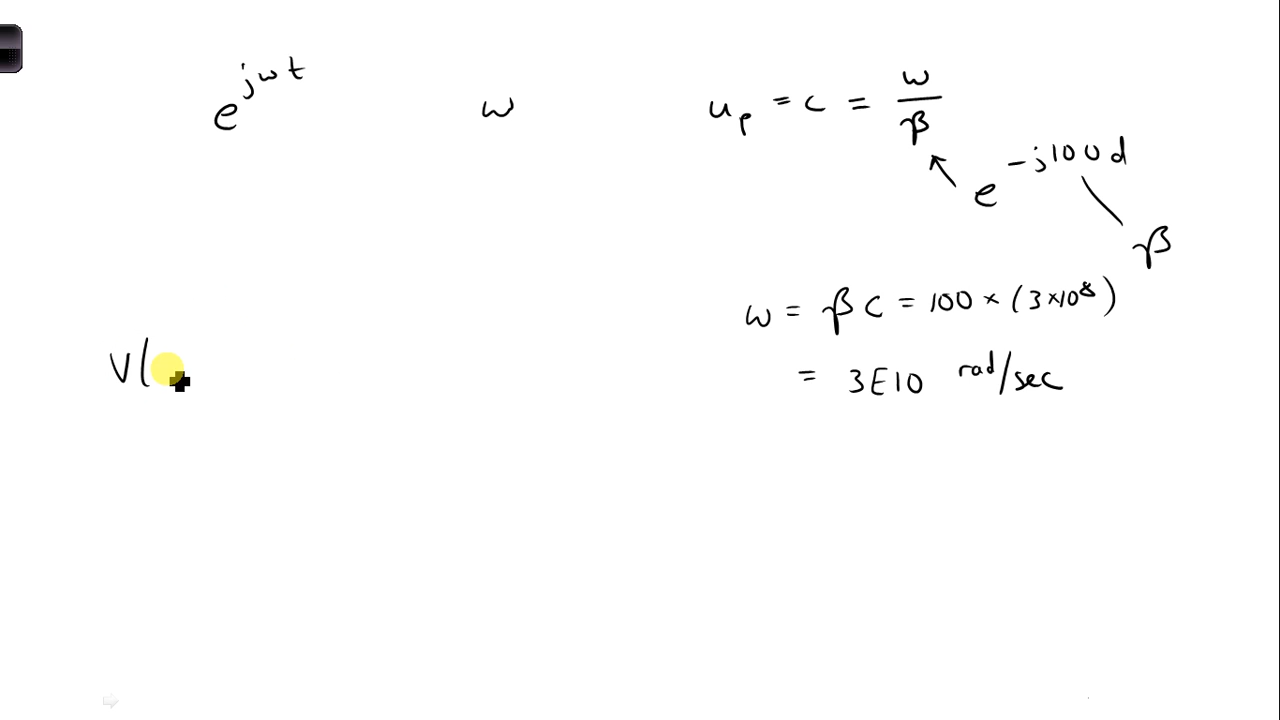 e^{jωt}    ω    u_p = c = ω/β
e^{-j100d}
β
ω = βc = 100 × (3×10^8)
= 3E10 rad/sec
V(